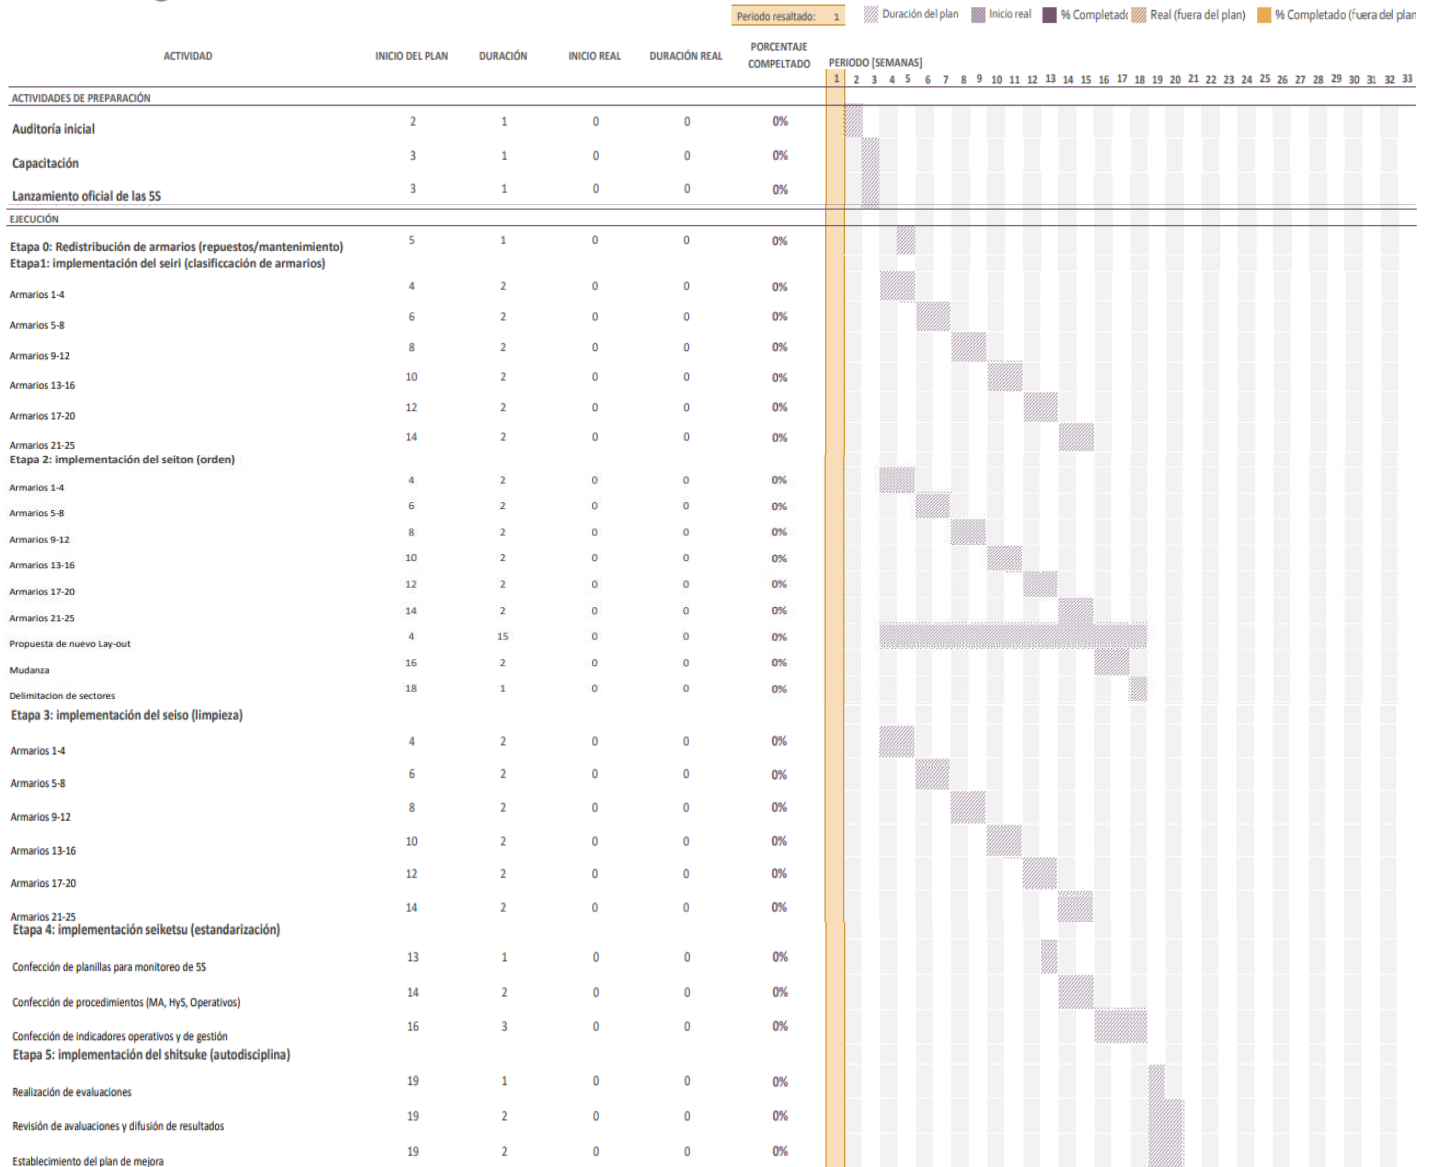 Periodo resaltado: 1 Duración del plan Inicio real % Completado Real (fuera del plan) % Completado (fuera del plan
ACTIVIDAD INICIO DEL PLAN DURACIÓN INICIO REAL DURACIÓN REAL PORCENTAJE COMPELTADO PERIODO [SEMANAS]
1 2 3 4 5 6 7 8 9 10 11 12 13 14 15 16 17 18 19 20 21 22 23 24 25 26 27 28 29 30 31 32 33
ACTIVIDADES DE PREPARACIÓN
Auditoría inicial 2 1 0 0 0%
Capacitación 3 1 0 0 0%
Lanzamiento oficial de las 5S 3 1 0 0 0%
EJECUCIÓN
Etapa 0: Redistribución de armarios (repuestos/mantenimiento) 5 1 0 0 0%
Etapa1: implementación del seiri (clasificcación de armarios)
Armarios 1-4 4 2 0 0 0%
Armarios 5-8 6 2 0 0 0%
Armarios 9-12 8 2 0 0 0%
Armarios 13-16 10 2 0 0 0%
Armarios 17-20 12 2 0 0 0%
Armarios 21-25 14 2 0 0 0%
Etapa 2: implementación del seiton (orden)
Armarios 1-4 4 2 0 0 0%
Armarios 5-8 6 2 0 0 0%
Armarios 9-12 8 2 0 0 0%
Armarios 13-16 10 2 0 0 0%
Armarios 17-20 12 2 0 0 0%
Armarios 21-25 14 2 0 0 0%
Propuesta de nuevo Lay-out 4 15 0 0 0%
Mudanza 16 2 0 0 0%
Delimitacion de sectores 18 1 0 0 0%
Etapa 3: implementación del seiso (limpieza)
Armarios 1-4 4 2 0 0 0%
Armarios 5-8 6 2 0 0 0%
Armarios 9-12 8 2 0 0 0%
Armarios 13-16 10 2 0 0 0%
Armarios 17-20 12 2 0 0 0%
Armarios 21-25 14 2 0 0 0%
Etapa 4: implementación seiketsu (estandarización)
Confección de planillas para monitoreo de 5S 13 1 0 0 0%
Confección de procedimientos (MA, HyS, Operativos) 14 2 0 0 0%
Confección de indicadores operativos y de gestión 16 3 0 0 0%
Etapa 5: implementación del shitsuke (autodisciplina)
Realización de evaluaciones 19 1 0 0 0%
Revisión de avaluaciones y difusión de resultados 19 2 0 0 0%
Establecimiento del plan de mejora 19 2 0 0 0%